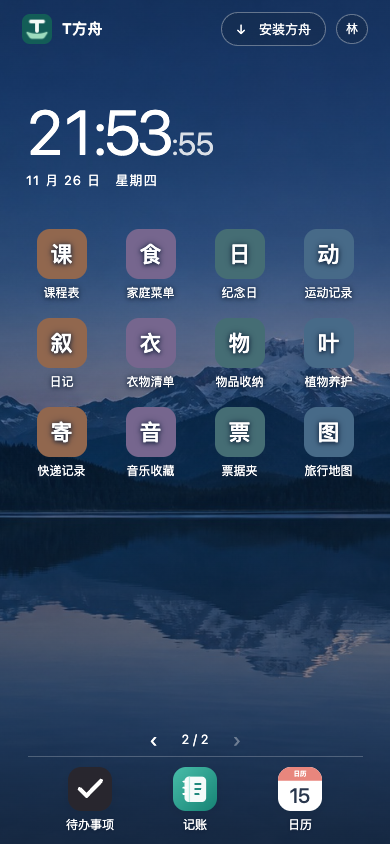 T方舟
↓ 安装方舟
林
21:53:55
11 月 26 日 星期四
课 食 日 动
课程表 家庭菜单 纪念日 运动记录
叙 衣 物 叶
日记 衣物清单 物品收纳 植物养护
寄 音 票 图
快递记录 音乐收藏 票据夹 旅行地图
‹ 2 / 2 ›
日历
15
待办事项 记账 日历